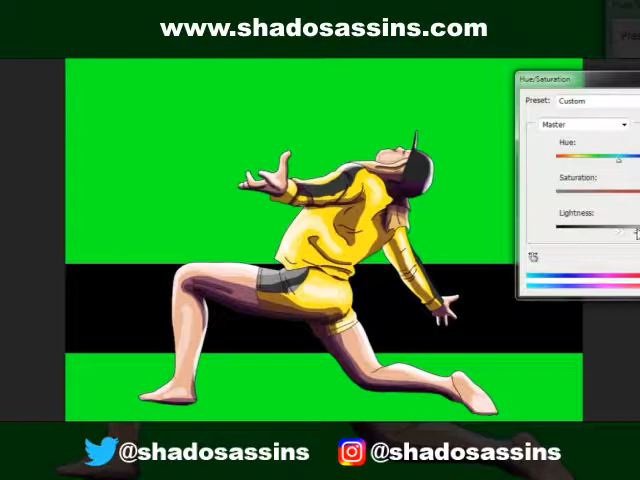 www.shadosassins.com
Hue/Saturation
Preset: Custom
Master
Hue:
Saturation:
Lightness:
@shadosassins @shadosassins